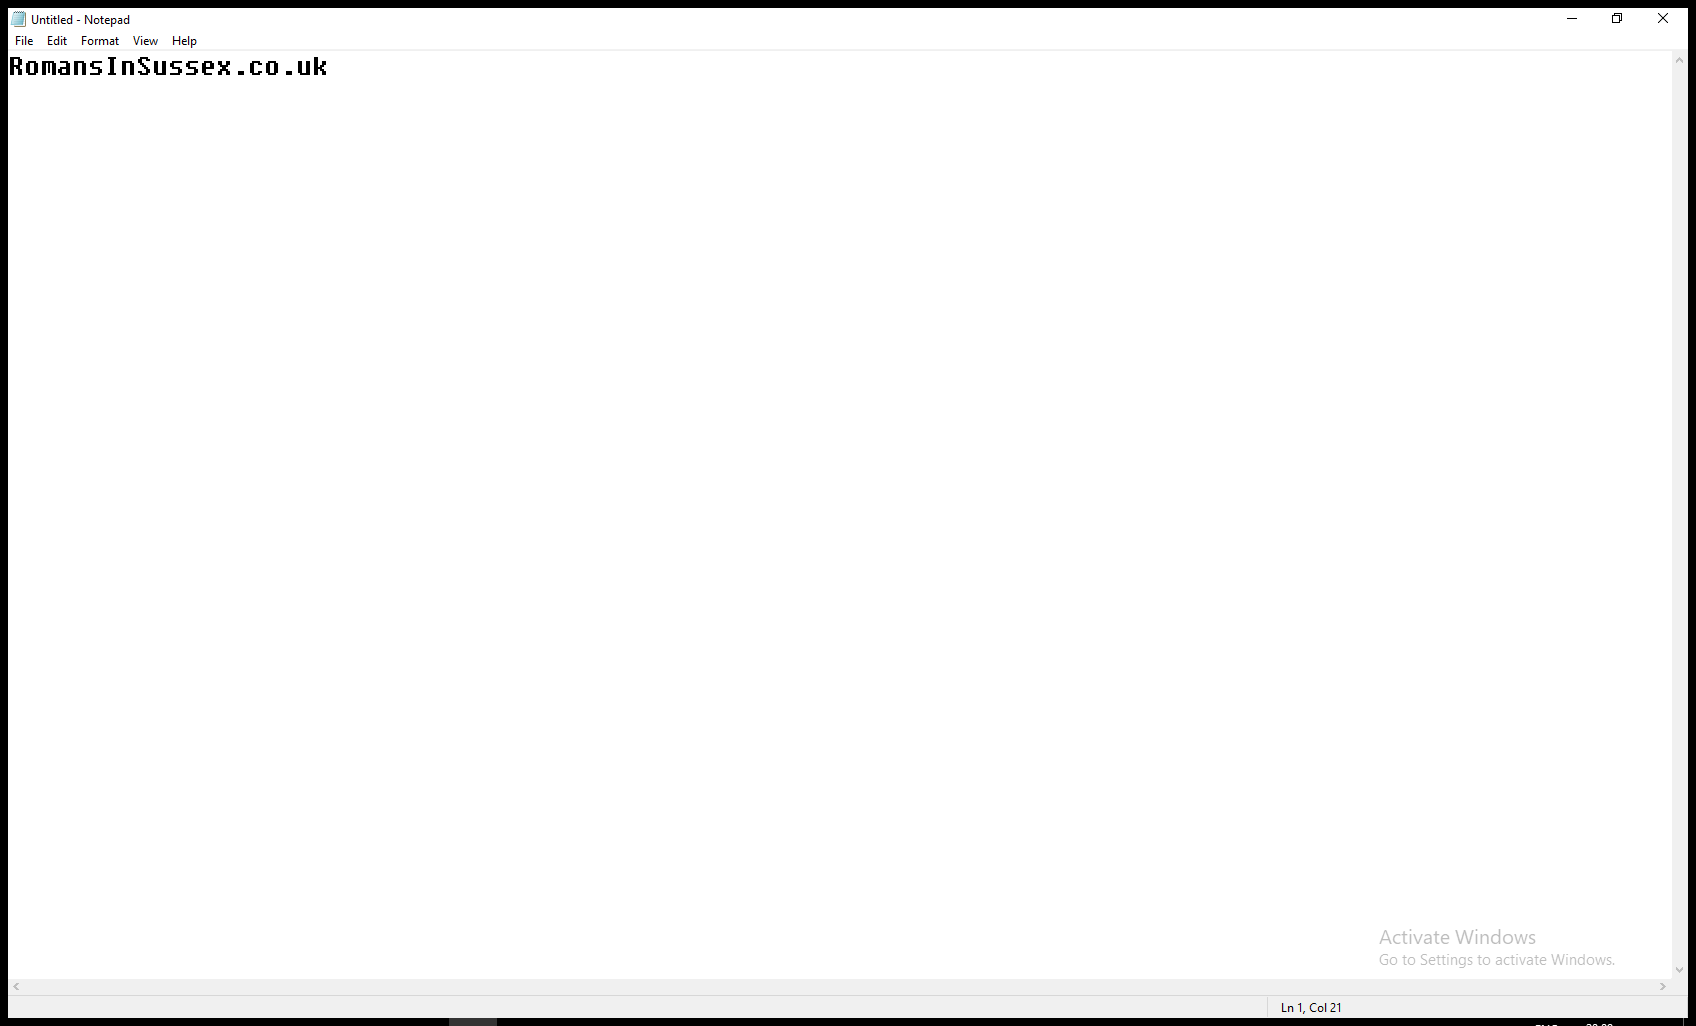 Untitled - Notepad
File Edit Format View Help
RomansInSussex.co.uk
Activate Windows
Go to Settings to activate Windows.
Ln 1, Col 21